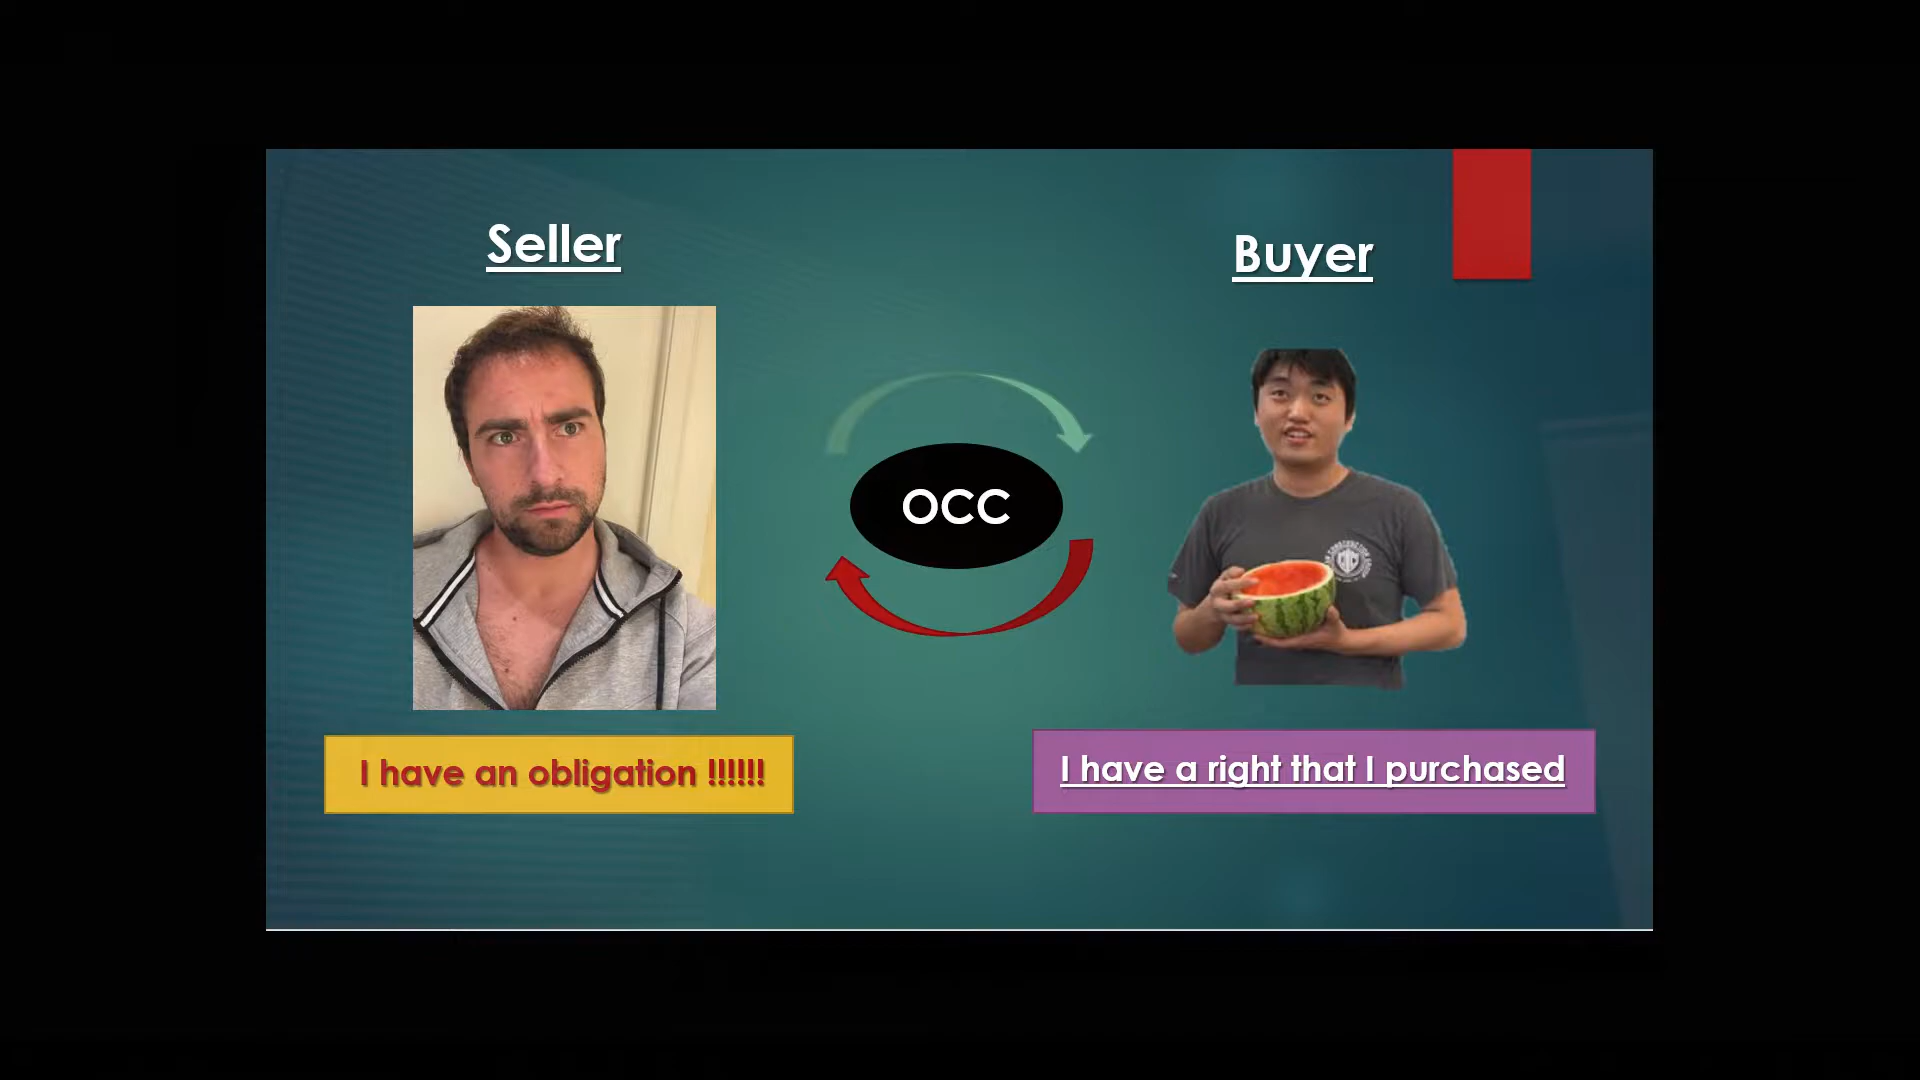 Seller
Buyer
OCC
I have an obligation !!!!!!
I have a right that I purchased